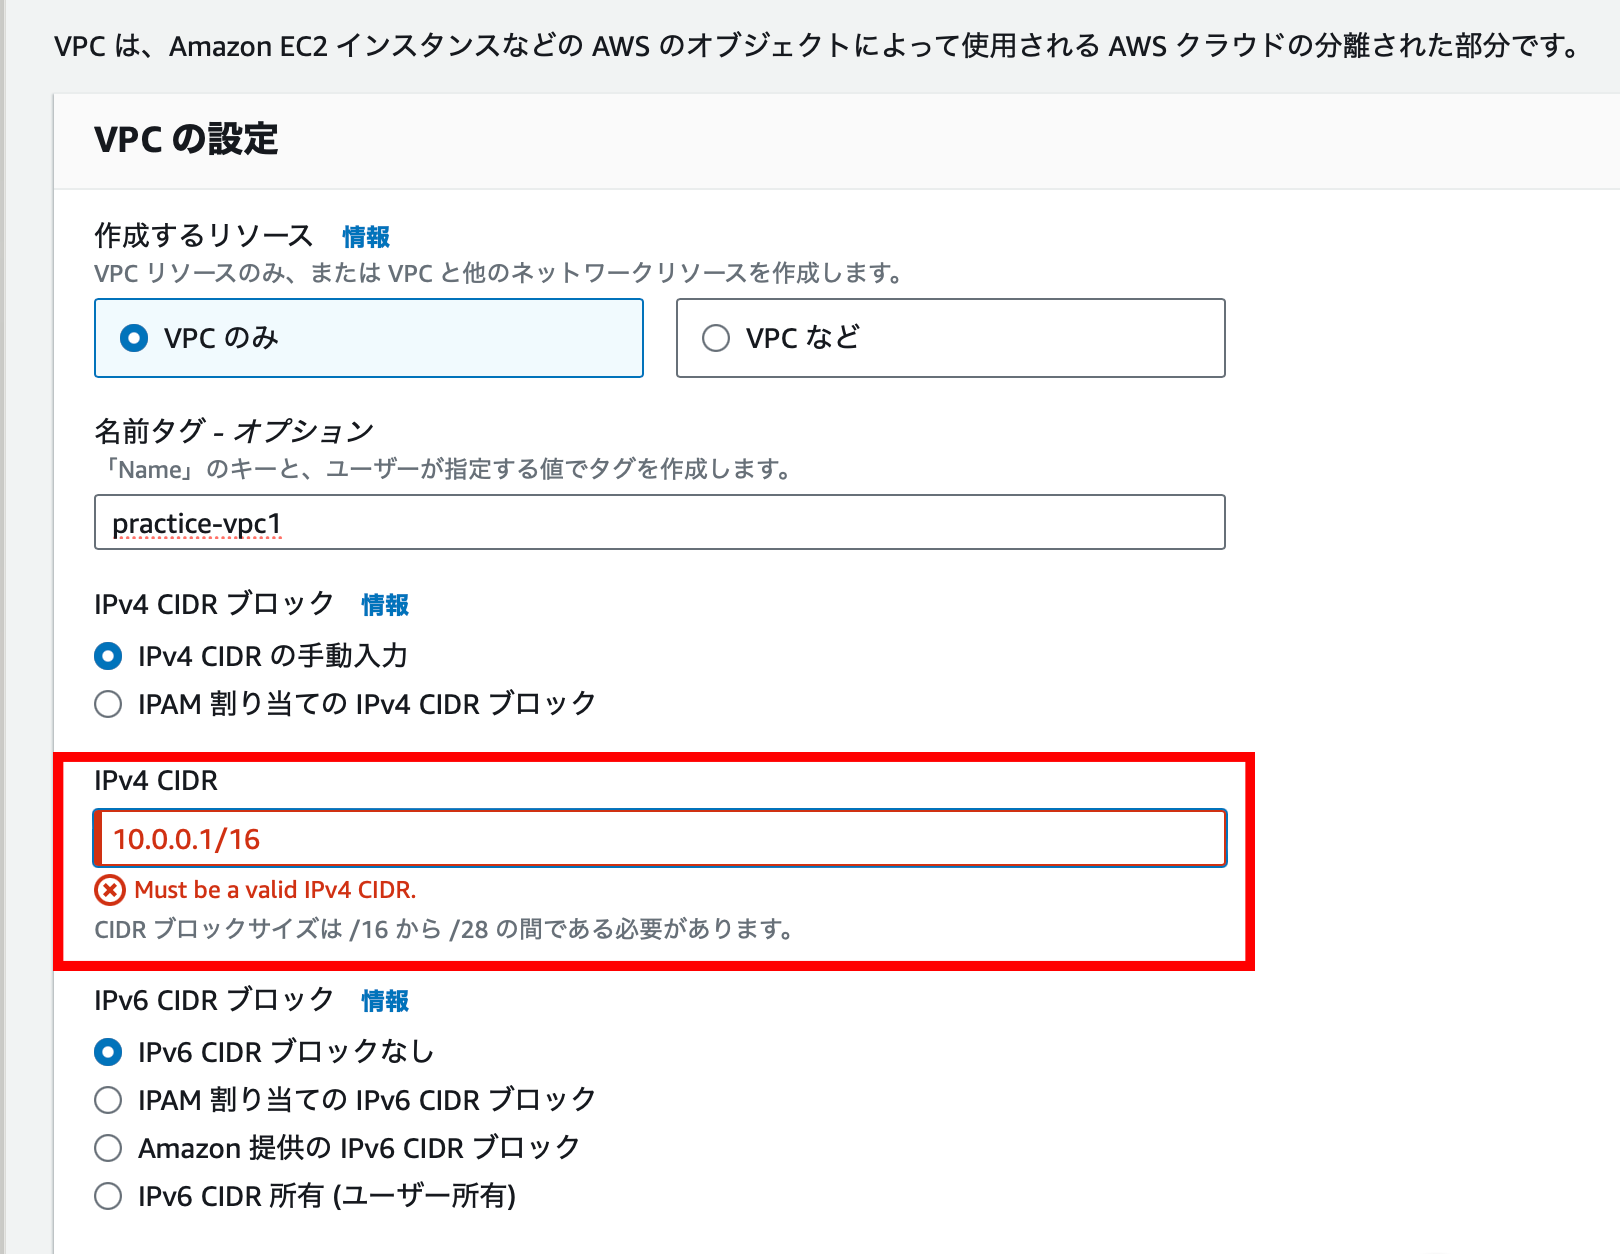 VPC は、Amazon EC2 インスタンスなどの AWS のオブジェクトによって使用される AWS クラウドの分離された部分です。
VPC の設定
作成するリソース 情報
VPC リソースのみ、または VPC と他のネットワークリソースを作成します。
VPC のみ VPC など
名前タグ - オプション
「Name」のキーと、ユーザーが指定する値でタグを作成します。
practice-vpc1
IPv4 CIDR ブロック 情報
IPv4 CIDR の手動入力
IPAM 割り当ての IPv4 CIDR ブロック
IPv4 CIDR
10.0.0.1/16
Must be a valid IPv4 CIDR.
CIDR ブロックサイズは /16 から /28 の間である必要があります。
IPv6 CIDR ブロック 情報
IPv6 CIDR ブロックなし
IPAM 割り当ての IPv6 CIDR ブロック
Amazon 提供の IPv6 CIDR ブロック
IPv6 CIDR 所有 (ユーザー所有)